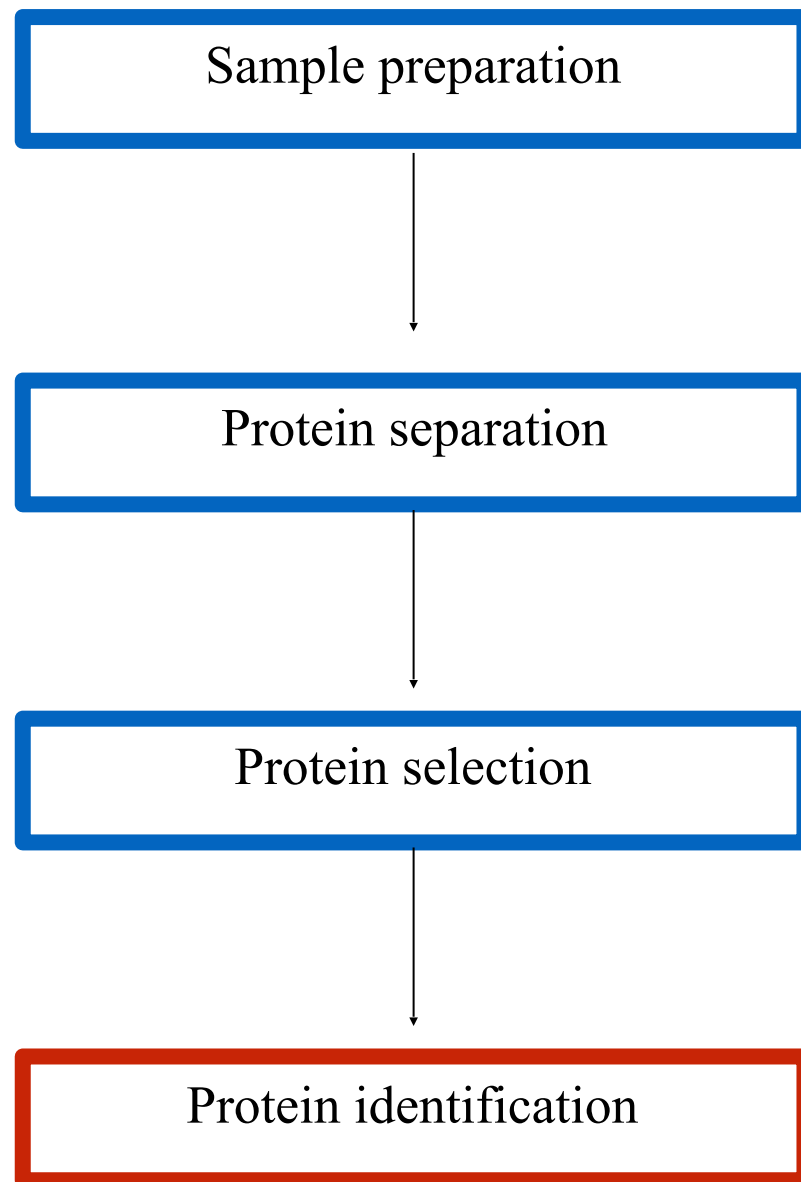 Sample preparation
Protein separation
Protein selection
Protein identification